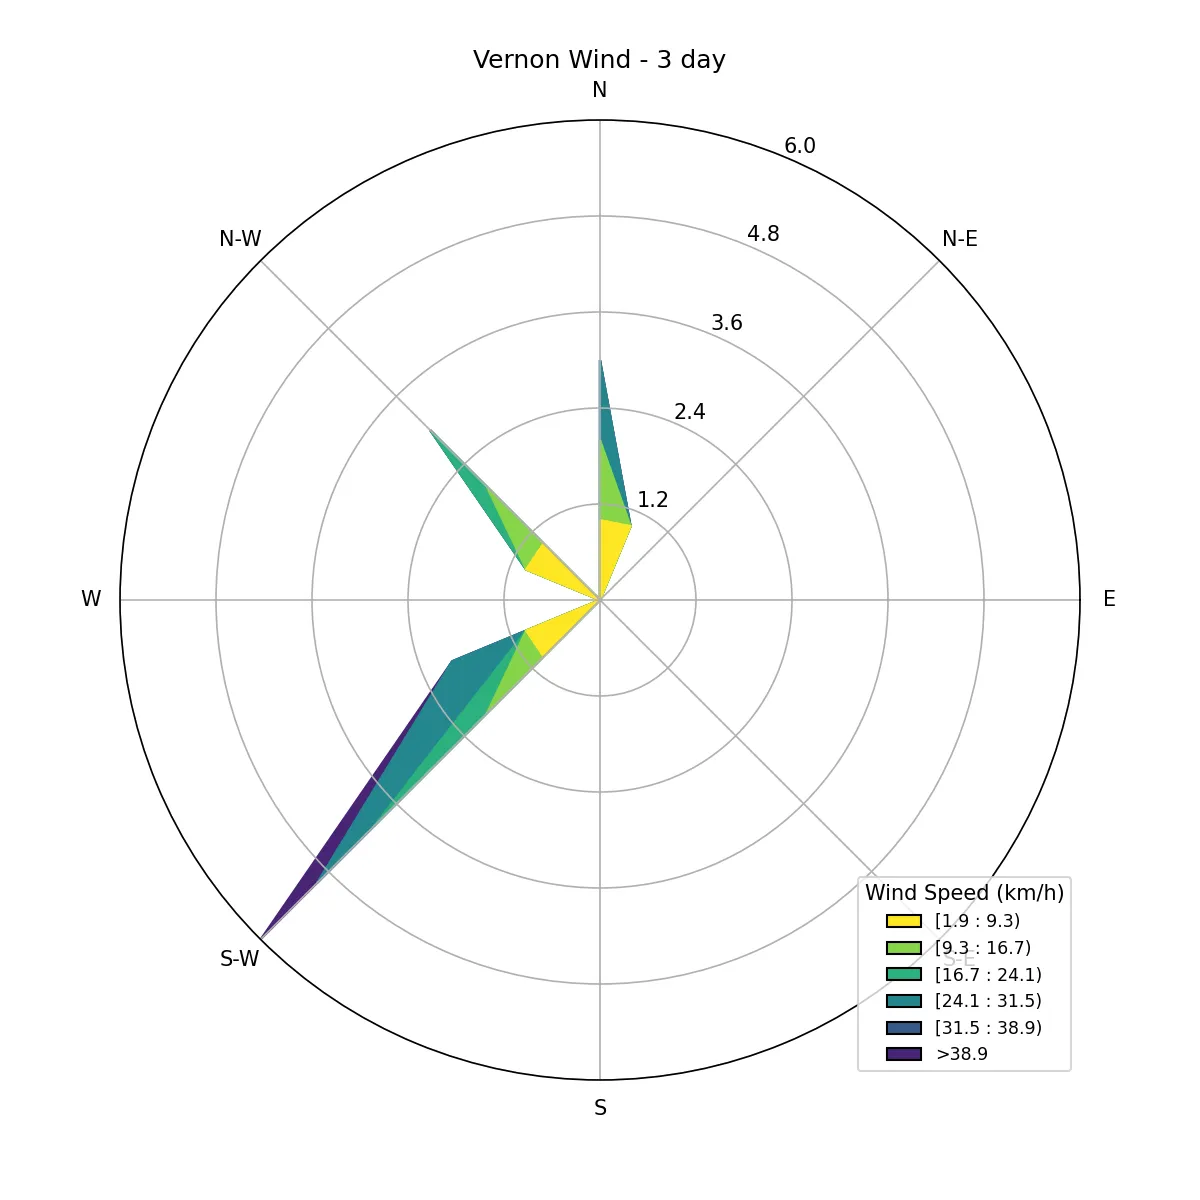 Vernon Wind - 3 day
N
6.0
4.8
N-W
N-E
3.6
2.4
1.2
W
E
S-W
S-E
S
Wind Speed (km/h)
[1.9 : 9.3)
[9.3 : 16.7)
[16.7 : 24.1)
[24.1 : 31.5)
[31.5 : 38.9)
>38.9